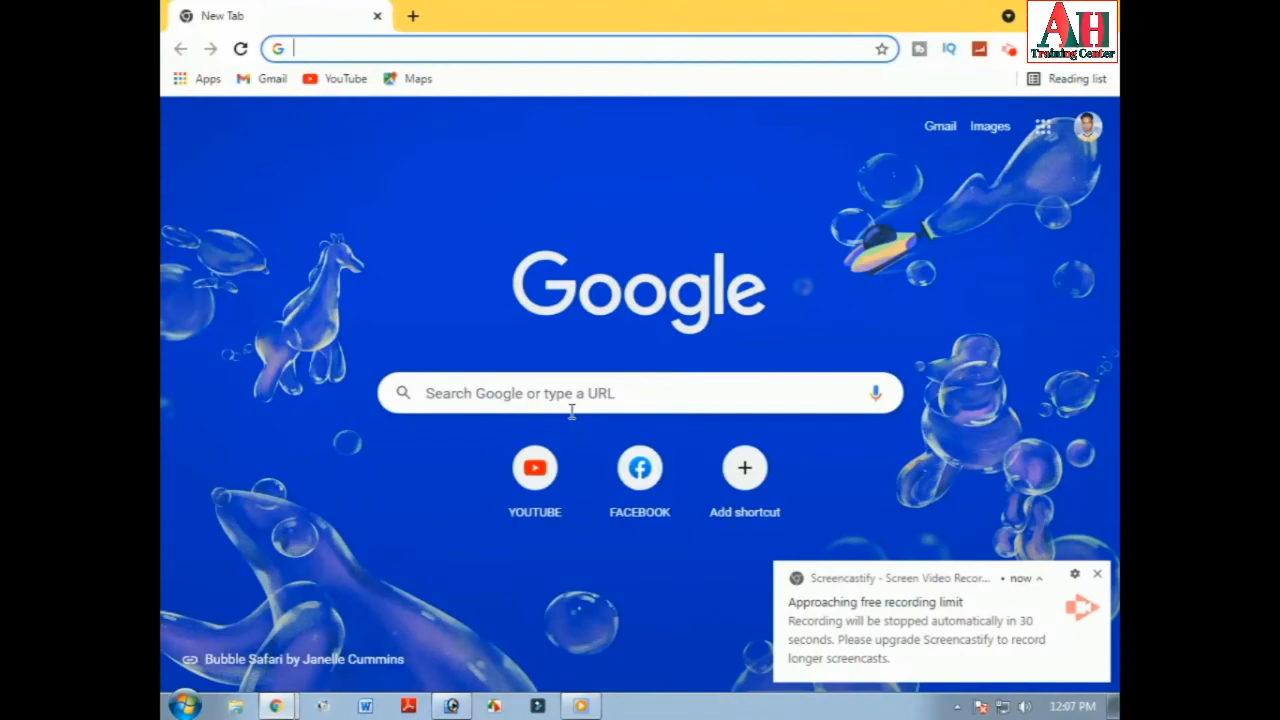 New Tab
AH
Training Center
IQ
Apps
Gmail
YouTube
Maps
Reading list
Gmail
Images
Google
Search Google or type a URL
YOUTUBE
FACEBOOK
Add shortcut
Screencastify - Screen Video Recor... • now
Approaching free recording limit
Recording will be stopped automatically in 30
seconds. Please upgrade Screencastify to record
longer screencasts.
Bubble Safari by Janelle Cummins
12:07 PM